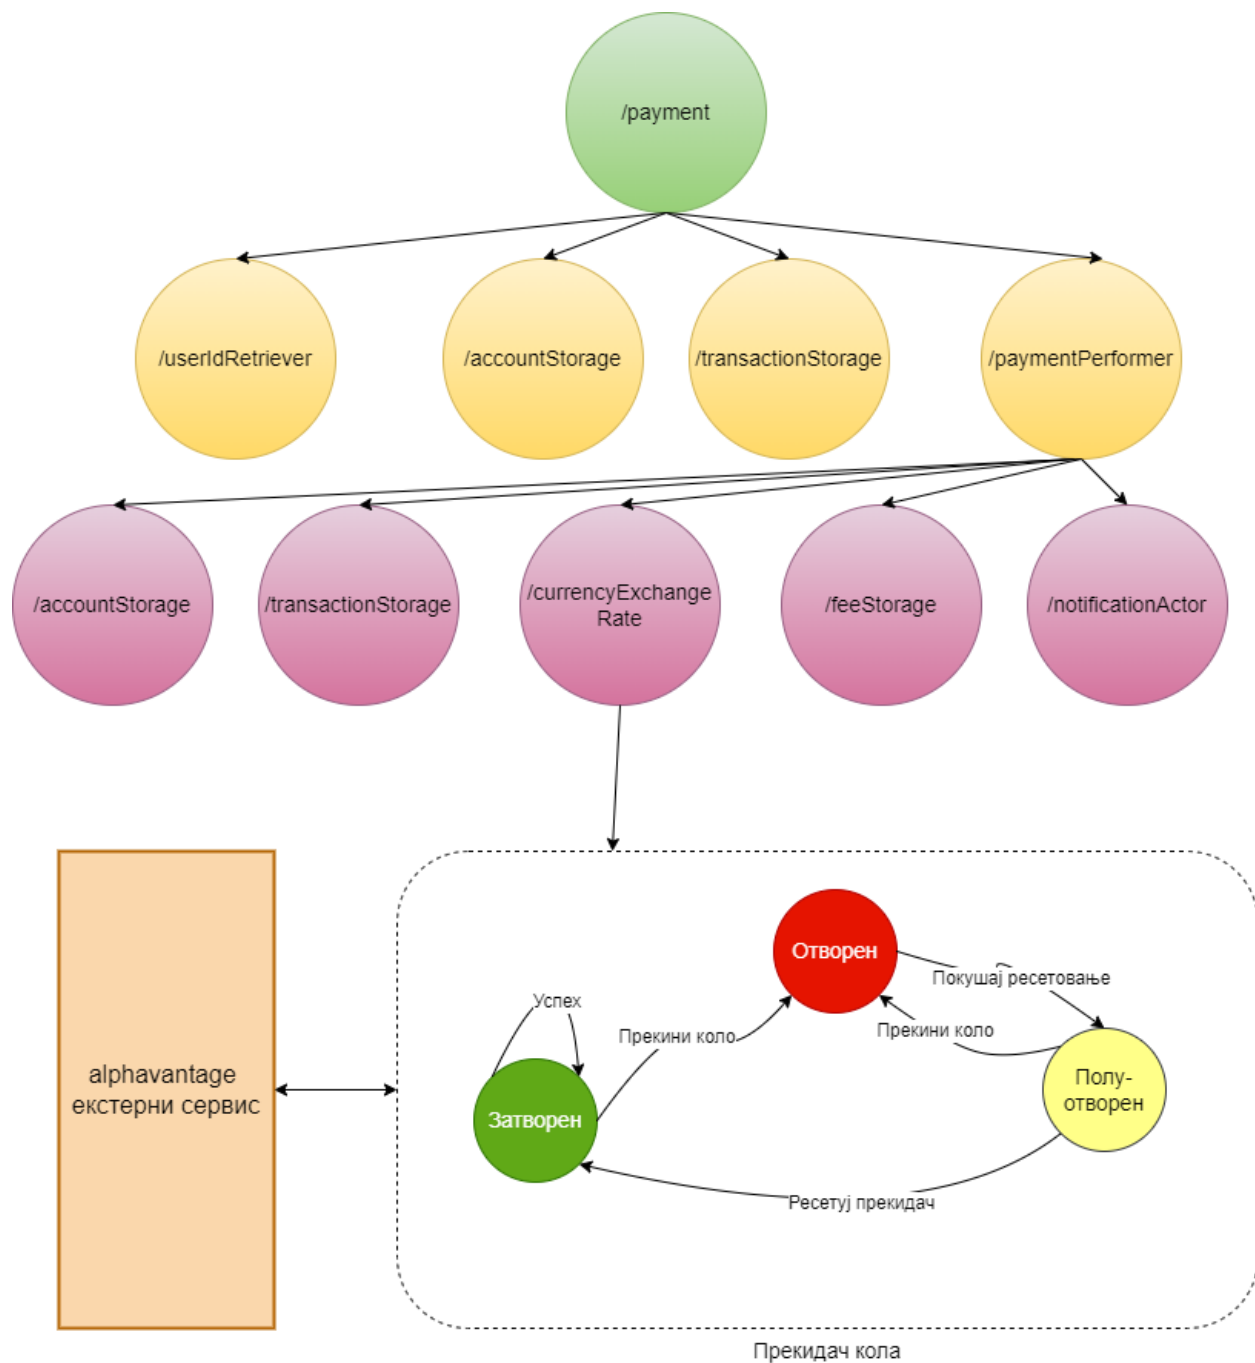 /payment
/userIdRetriever
/accountStorage
/transactionStorage
/paymentPerformer
/accountStorage
/transactionStorage
/currencyExchange
Rate
/feeStorage
/notificationActor
Отворен
Покушај ресетовање
Успех
Прекини коло
Прекини коло
alphavantage
екстерни сервис
Затворен
Полу-
отворен
Ресетуј прекидач
Прекидач кола